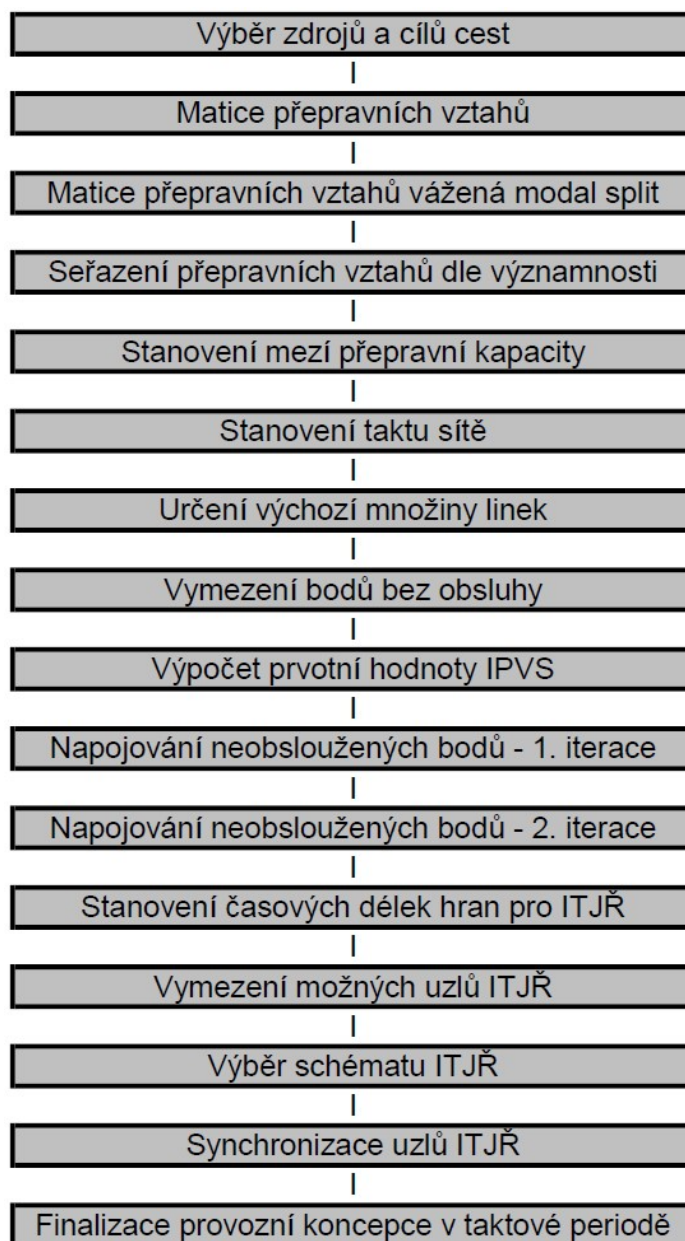 Výběr zdrojů a cílů cest
Matice přepravních vztahů
Matice přepravních vztahů vážená modal split
Seřazení přepravních vztahů dle významnosti
Stanovení mezí přepravní kapacity
Stanovení taktu sítě
Určení výchozí množiny linek
Vymezení bodů bez obsluhy
Výpočet prvotní hodnoty IPVS
Napojování neobsloužených bodů - 1. iterace
Napojování neobsloužených bodů - 2. iterace
Stanovení časových délek hran pro ITJŘ
Vymezení možných uzlů ITJŘ
Výběr schématu ITJŘ
Synchronizace uzlů ITJŘ
Finalizace provozní koncepce v taktové periodě